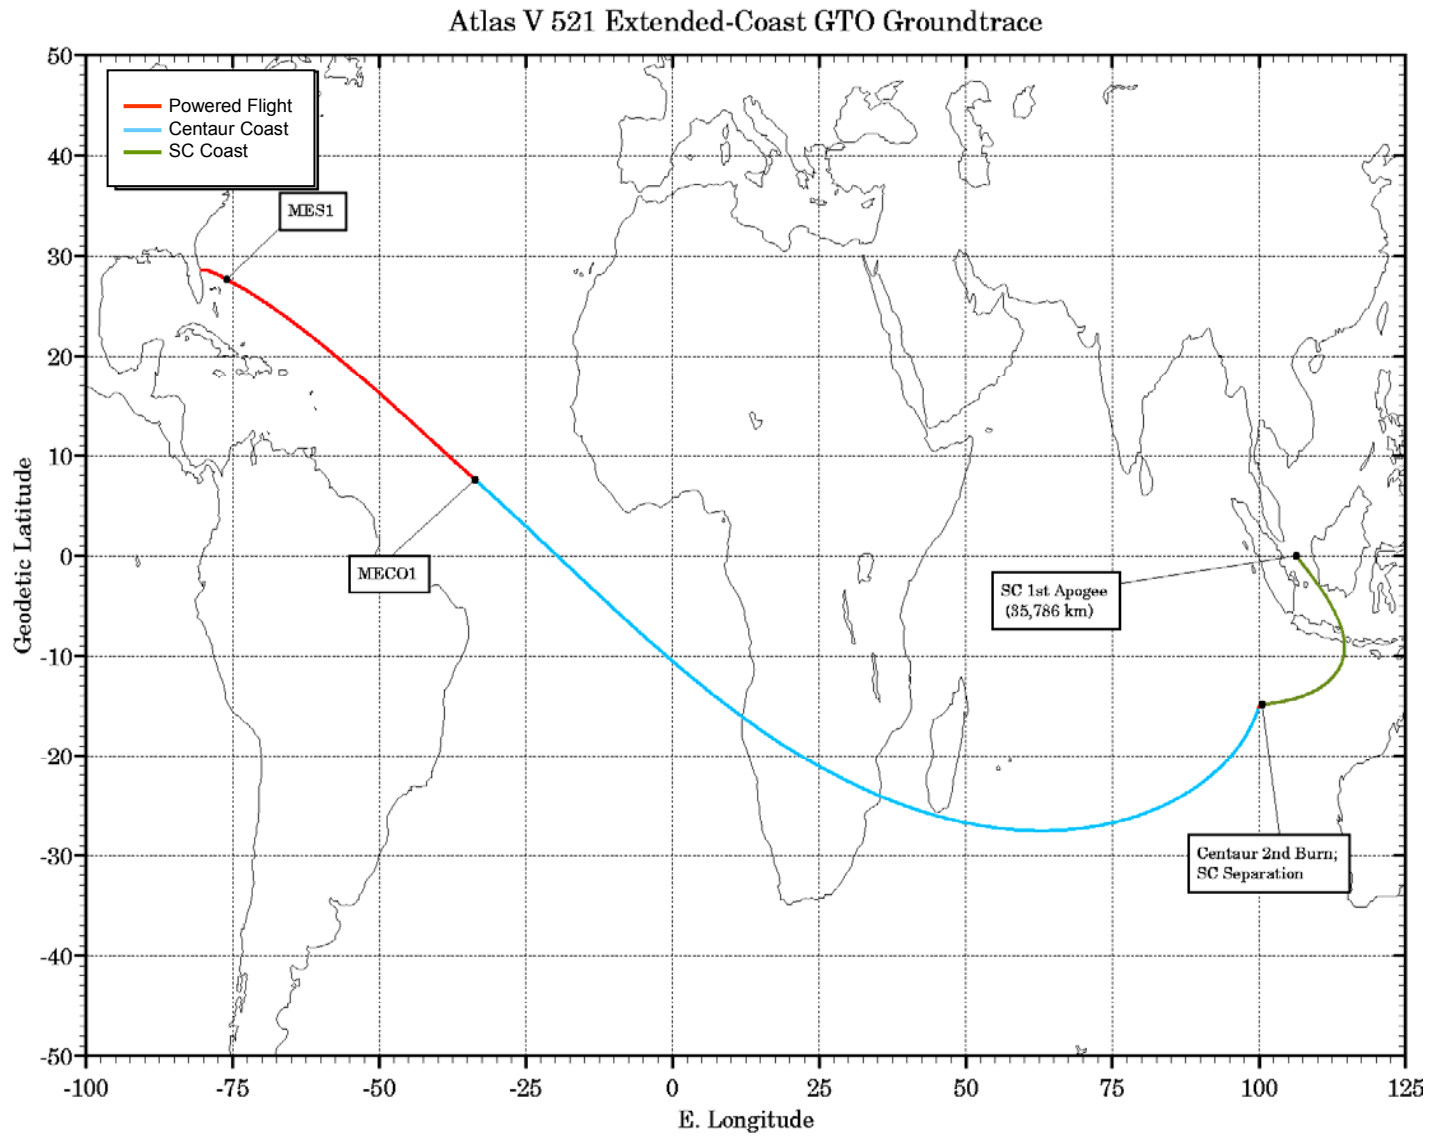 Atlas V 521 Extended-Coast GTO Groundtrace
50
Powered Flight
Centaur Coast
SC Coast
40
MES1
30
20
10
MECO1
0
SC 1st Apogee
(35,786 km)
-10
-20
Centaur 2nd Burn;
SC Separation
-30
-40
-50
Geodetic Latitude
-100 -75 -50 -25 0 25 50 75 100 125
E. Longitude